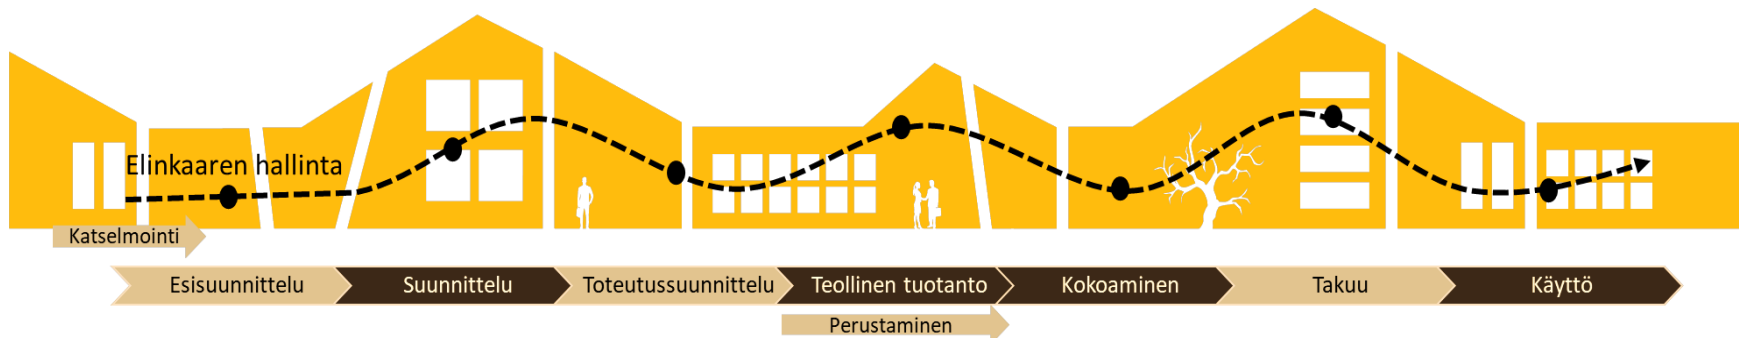 Elinkaaren hallinta
Katselmointi
Esisuunnittelu
Suunnittelu
Toteutussuunnittelu
Teollinen tuotanto
Kokoaminen
Takuu
Käyttö
Perustaminen